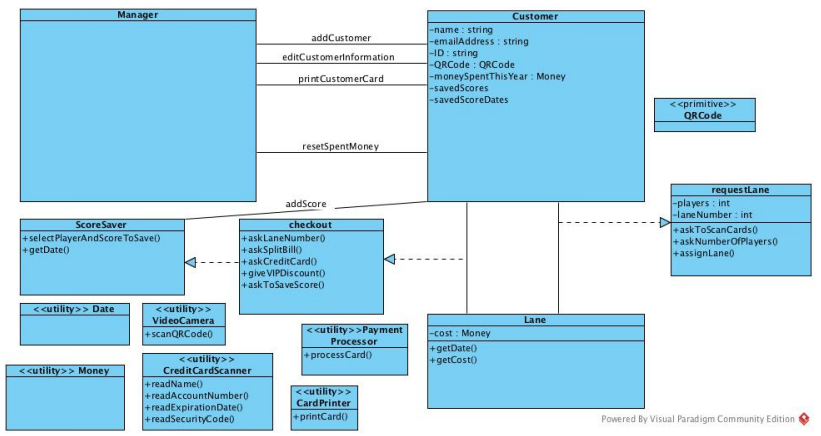 Manager
Customer
-name : string
-emailAddress : string
-ID : string
-QRCode : QRCode
-moneySpentThisYear : Money
-savedScores
-savedScoreDates
addCustomer
editCustomerInformation
printCustomerCard
resetSpentMoney
<<primitive>>
QRCode
addScore
requestLane
-players : int
-laneNumber : int
+askToScanCards()
+askNumberOfPlayers()
+assignLane()
ScoreSaver
+selectPlayerAndScoreToSave()
+getDate()
checkout
+askLaneNumber()
+askSplitBill()
+askCreditCard()
+giveVIPDiscount()
+askToSaveScore()
<<utility>> Date
<<utility>>
VideoCamera
+scanQRCode()
Lane
-cost : Money
+getDate()
+getCost()
<<utility>>Payment
Processor
+processCard()
<<utility>> Money
<<utility>>
CreditCardScanner
+readName()
+readAccountNumber()
+readExpirationDate()
+readSecurityCode()
<<utility>>
CardPrinter
+printCard()
Powered By Visual Paradigm Community Edition